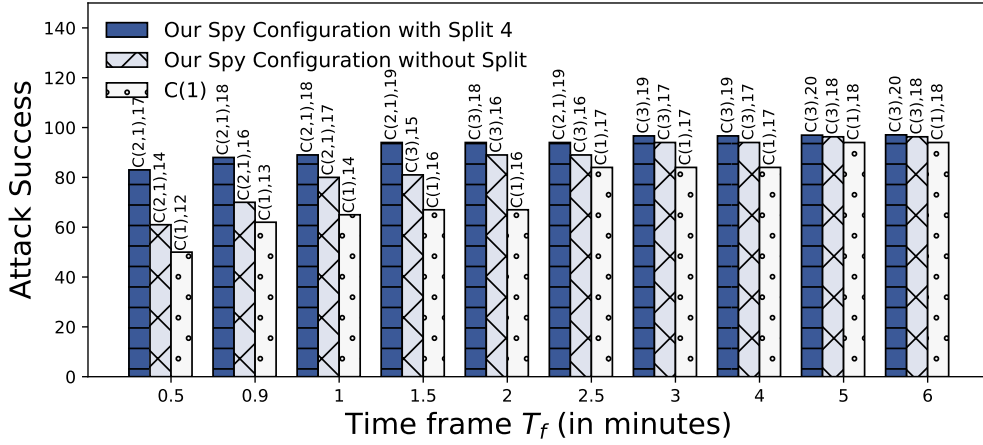 Our Spy Configuration with Split 4
Our Spy Configuration without Split
C(1)
Attack Success
140
120
100
80
60
40
20
0
C(2,1),17
C(2,1),14
C(1),12
C(2,1),18
C(2,1),16
C(1),13
C(2,1),18
C(2,1),17
C(1),14
C(2,1),19
C(3),15
C(1),16
C(3),18
C(3),16
C(1),16
C(2,1),19
C(3),16
C(1),17
C(3),19
C(3),17
C(1),17
C(3),19
C(3),17
C(1),17
C(3),20
C(3),18
C(1),18
C(3),20
C(3),18
C(1),18
0.5 0.9 1 1.5 2 2.5 3 4 5 6
Time frame T_f (in minutes)